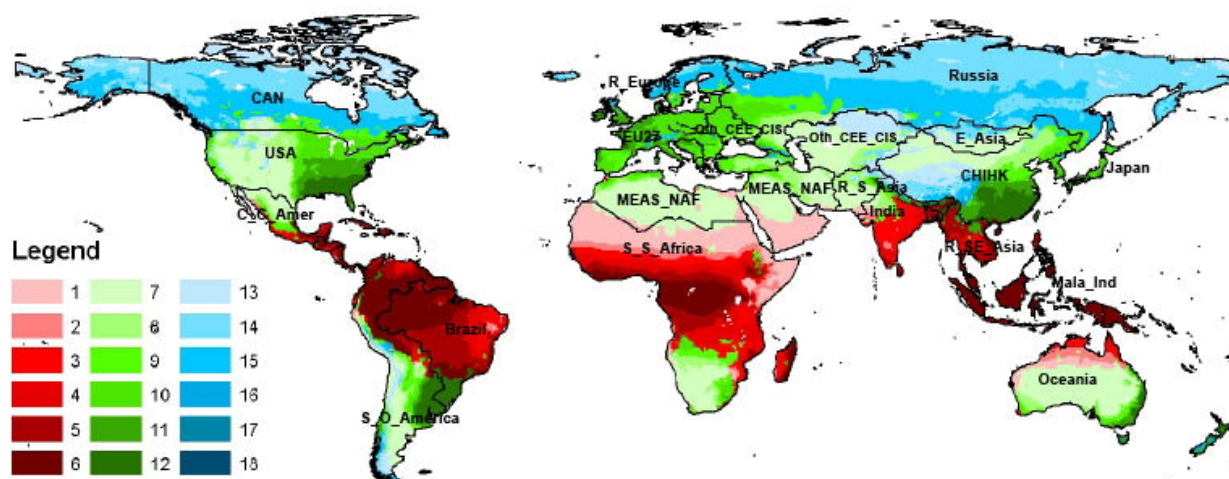 Russia
R_Europe
CAN
EU27
Oth_CEE_CIS
Oth_CEE_CIS
E_Asia
USA
CHIHK
Japan
MEAS_NAF
MEAS_NAF
R_S_Asia
C_C_Amer
India
S_S_Africa
R_SE_Asia
Mala_Ind
Brazil
Oceania
S_O_America
Legend
1 7 13
2 8 14
3 9 15
4 10 16
5 11 17
6 12 18